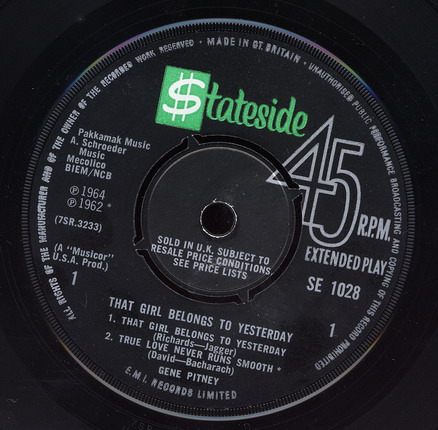 ALL RIGHTS OF THE MANUFACTURER AND OF THE OWNER OF THE RECORDED WORK RESERVED · MADE IN GT. BRITAIN · UNAUTHORISED PUBLIC PERFORMANCE BROADCASTING AND COPYING OF THIS RECORD PROHIBITED
$tateside
45
R.P.M.
EXTENDED PLAY
SE 1028
1
Pakkamak Music
A. Schroeder
Music
Mecolico
BIEM/NCB
℗ 1964
℗ 1962 *
(7SR.3233)
(A "Musicor"
U.S.A. Prod.)
1
SOLD IN U.K. SUBJECT TO
RESALE PRICE CONDITIONS,
SEE PRICE LISTS
THAT GIRL BELONGS TO YESTERDAY
1. THAT GIRL BELONGS TO YESTERDAY
(Richards—Jagger)
2. TRUE LOVE NEVER RUNS SMOOTH *
(David—Bacharach)
GENE PITNEY
E.M.I. RECORDS LIMITED